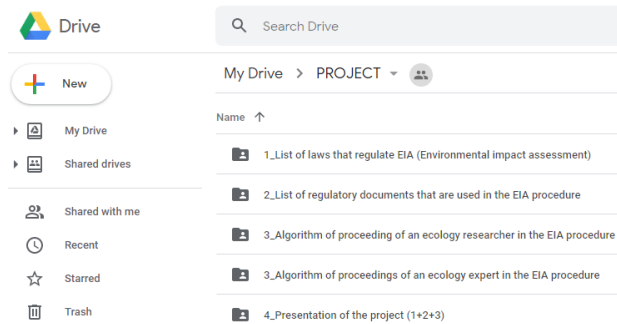 Drive
Search Drive
New
My Drive > PROJECT
Name
My Drive
Shared drives
Shared with me
Recent
Starred
Trash
1_List of laws that regulate EIA (Environmental impact assessment)
2_List of regulatory documents that are used in the EIA procedure
3_Algorithm of proceeding of an ecology researcher in the EIA procedure
3_Algorithm of proceedings of an ecology expert in the EIA procedure
4_Presentation of the project (1+2+3)